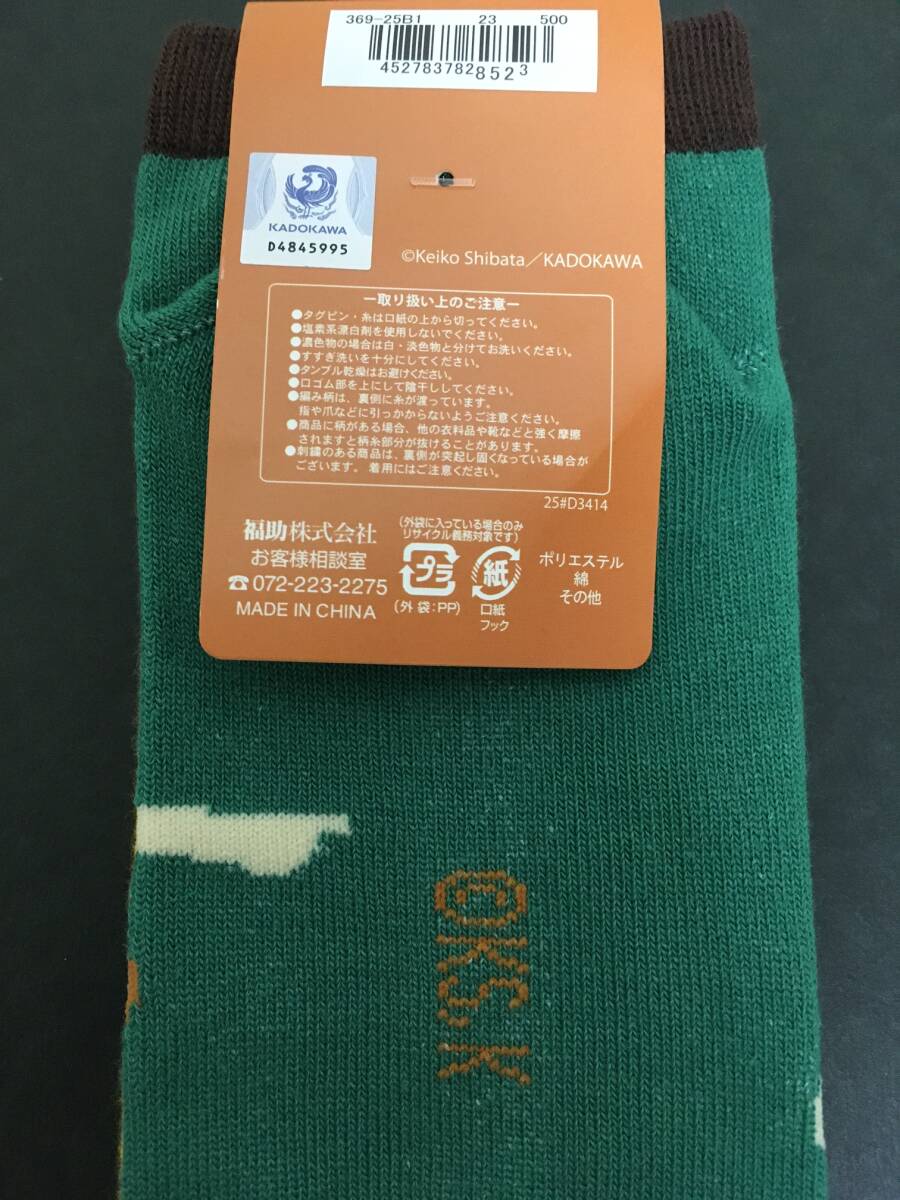 369-25B1 23 500
4527837828523
KADOKAWA
D4845995
©Keiko Shibata／KADOKAWA
ー取り扱い上のご注意ー
●タグピン・糸は口紙の上から切ってください。
●塩素系漂白剤を使用しないでください。
●濃色物の場合は白・淡色物と分けてお洗いください。
●すすぎ洗いを十分にしてください。
●タンブル乾燥はお避けください。
●口ゴム部を上にして陰干ししてください。
●編み柄は、裏側に糸が渡っています。
指や爪などに引っかからないようご注意ください。
●商品に柄がある場合、他の衣料品や靴などと強く摩擦
されますと柄糸部分が抜けることがあります。
●刺繍のある商品は、裏側が突起し固くなっている場合が
ございます。着用にはご注意ください。
25#D3414
福助株式会社
お客様相談室
☎072-223-2275
MADE IN CHINA
(外袋に入っている場合のみ
リサイクル義務対象です)
プラ
(外袋:PP)
紙
口紙
フック
ポリエステル
綿
その他
©KS.K